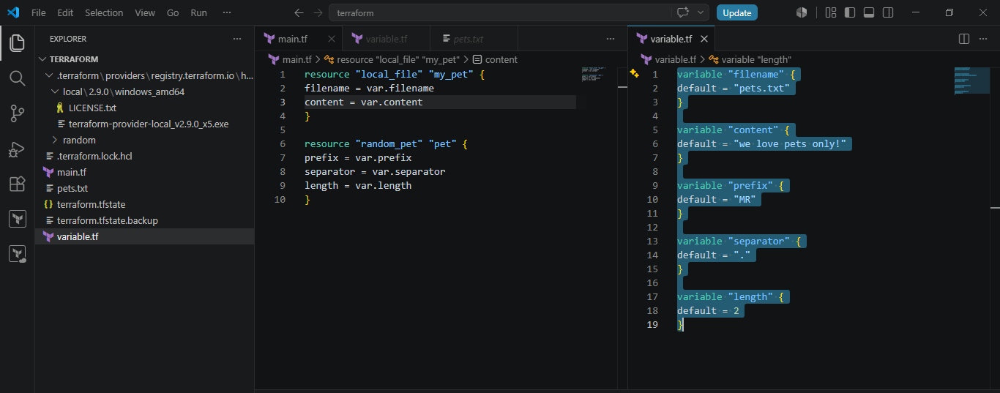 File Edit Selection View Go Run ···
terraform
Update
EXPLORER
TERRAFORM
.terraform\providers\registry.terraform.io\h...
local\2.9.0\windows_amd64
LICENSE.txt
terraform-provider-local_v2.9.0_x5.exe
random
.terraform.lock.hcl
main.tf
pets.txt
terraform.tfstate
terraform.tfstate.backup
variable.tf
main.tf
variable.tf
pets.txt
main.tf > resource "local_file" "my_pet" > content
1 resource "local_file" "my_pet" {
2 filename = var.filename
3 content = var.content
4 }
5
6 resource "random_pet" "pet" {
7 prefix = var.prefix
8 separator = var.separator
9 length = var.length
10 }
variable.tf
variable.tf > variable "length"
1 variable "filename" {
2 default = "pets.txt"
3 }
4
5 variable "content" {
6 default = "we love pets only!"
7 }
8
9 variable "prefix" {
10 default = "MR"
11 }
12
13 variable "separator" {
14 default = "."
15 }
16
17 variable "length" {
18 default = 2
19 }